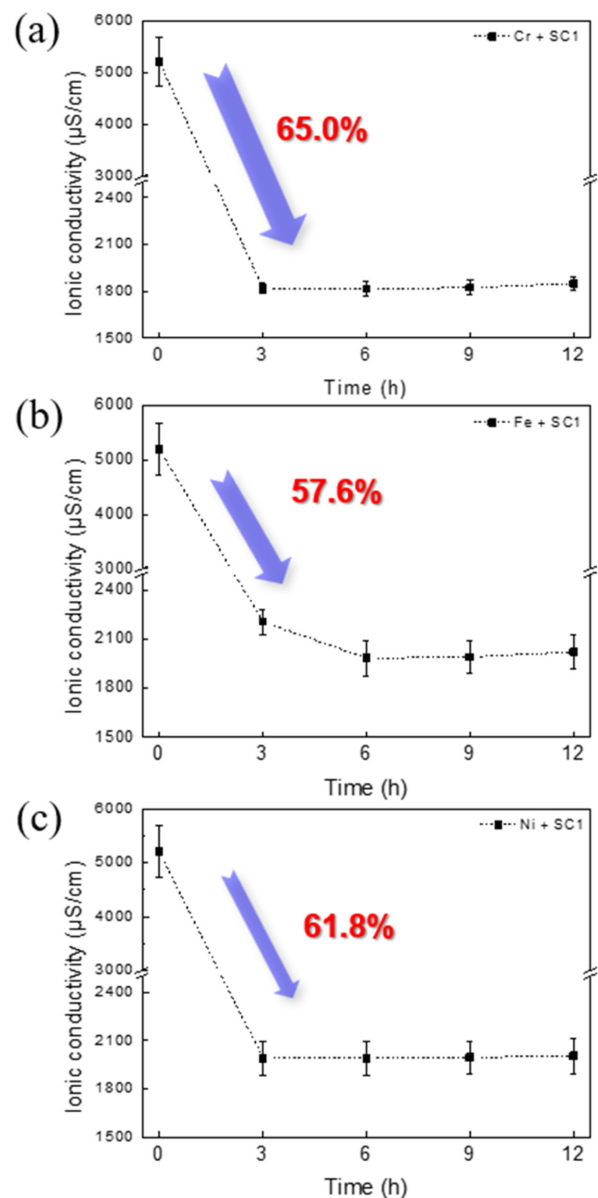 (a)
Cr + SC1
65.0%
Ionic conductivity (µS/cm)
6000
5000
4000
3000
2400
2100
1800
1500
0 3 6 9 12
Time (h)
(b)
Fe + SC1
57.6%
Ionic conductivity (µS/cm)
6000
5000
4000
3000
2400
2100
1800
1500
0 3 6 9 12
Time (h)
(c)
Ni + SC1
61.8%
Ionic conductivity (µS/cm)
6000
5000
4000
3000
2400
2100
1800
1500
0 3 6 9 12
Time (h)